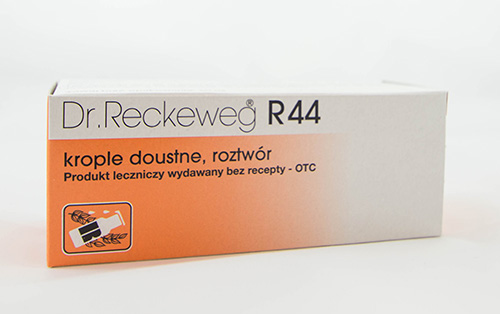 Dr.Reckeweg® R44
krople doustne, roztwór
Produkt leczniczy wydawany bez recepty - OTC